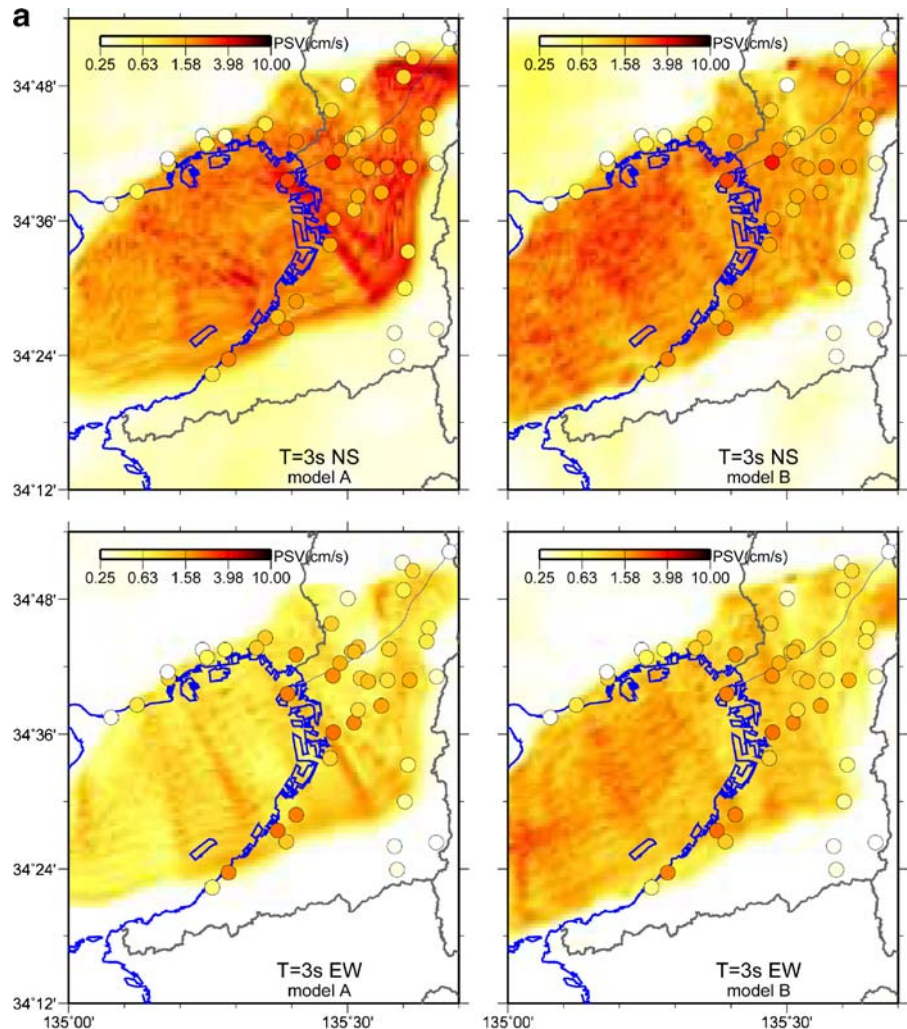 a
PSV(cm/s)
0.25 0.63 1.58 3.98 10.00
PSV(cm/s)
0.25 0.63 1.58 3.98 10.00
34˚48'
34˚36'
34˚24'
34˚12'
T=3s NS
model A
T=3s NS
model B
PSV(cm/s)
0.25 0.63 1.58 3.98 10.00
PSV(cm/s)
0.25 0.63 1.58 3.98 10.00
34˚48'
34˚36'
34˚24'
34˚12'
T=3s EW
model A
T=3s EW
model B
135˚00' 135˚30' 135˚00' 135˚30'